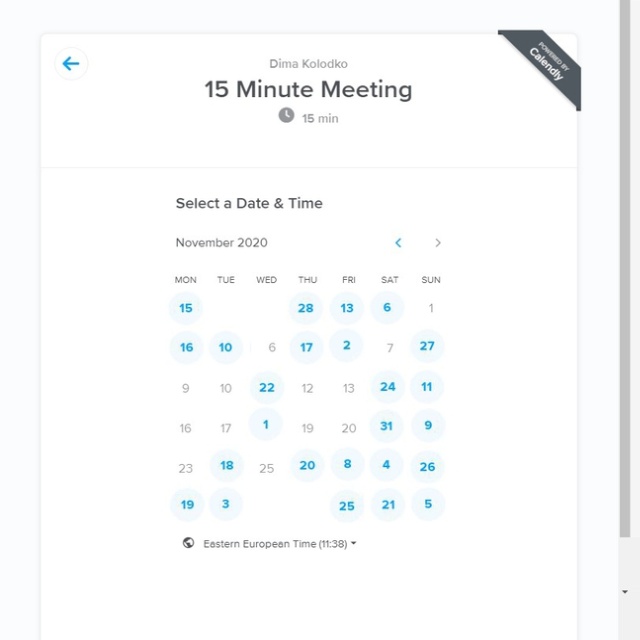 Dima Kolodko
POWERED BY
Calendly
15 Minute Meeting
15 min
Select a Date & Time
November 2020 < >
MON TUE WED THU FRI SAT SUN
15 28 13 6 1
16 10 6 17 2 7 27
9 10 22 12 13 24 11
16 17 1 19 20 31 9
23 18 25 20 8 4 26
19 3 25 21 5
Eastern European Time (11:38)